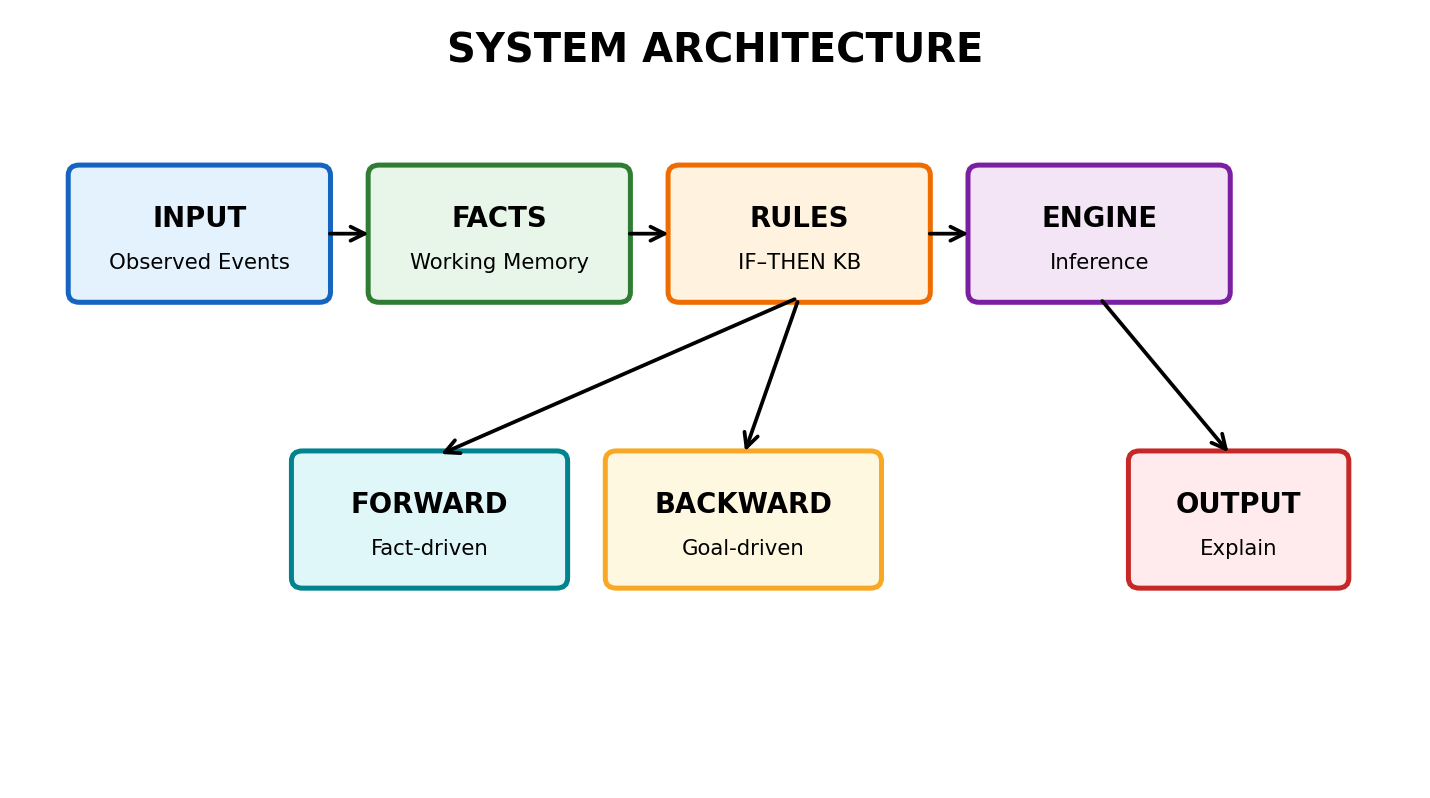 SYSTEM ARCHITECTURE
INPUT
Observed Events
FACTS
Working Memory
RULES
IF–THEN KB
ENGINE
Inference
FORWARD
Fact-driven
BACKWARD
Goal-driven
OUTPUT
Explain